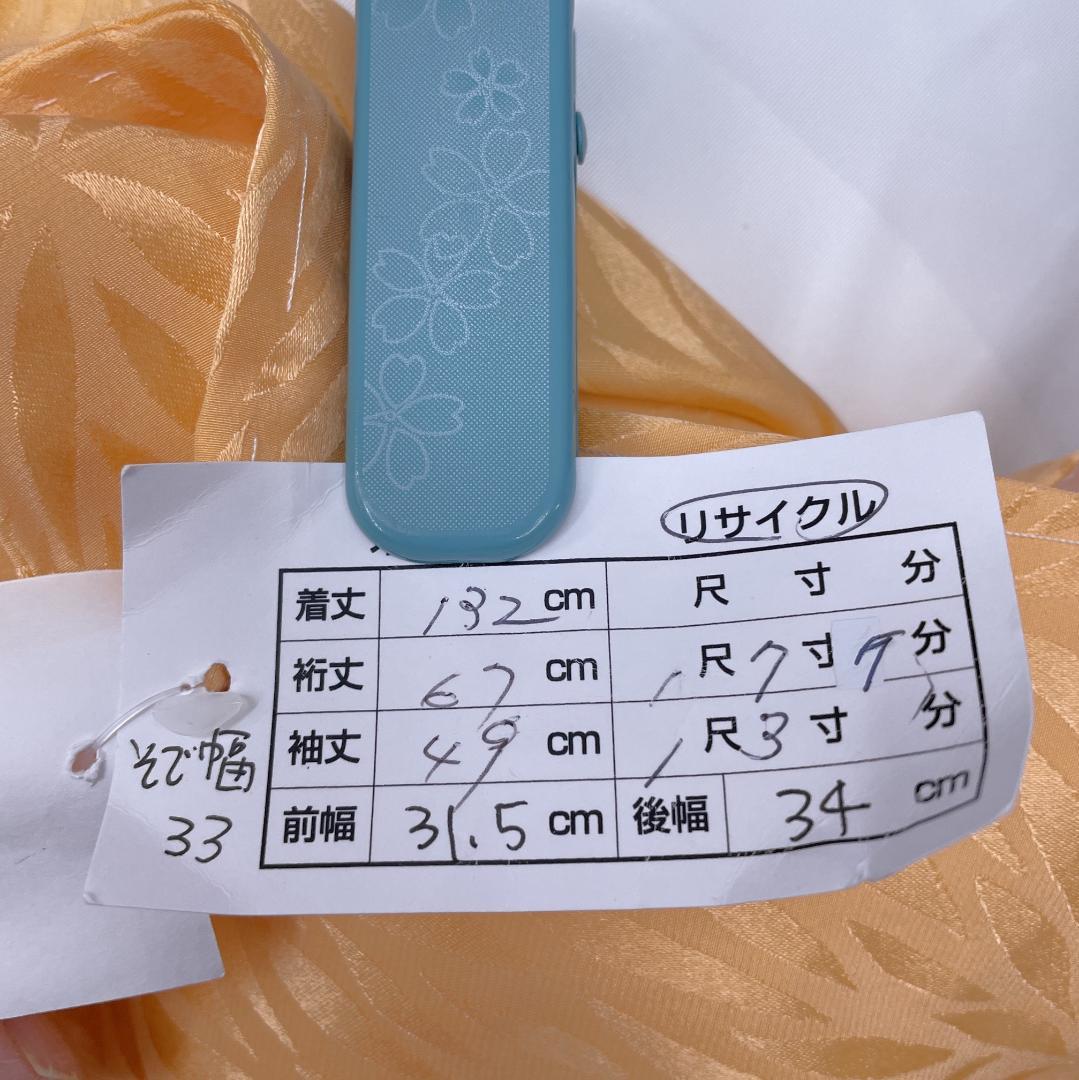 リサイクル
着丈 132 cm 尺 寸 分
裄丈 67 cm 1尺 7寸 7分
そで幅
袖丈 49 cm 1尺 3寸 分
33
前幅 31.5 cm 後幅 34 cm